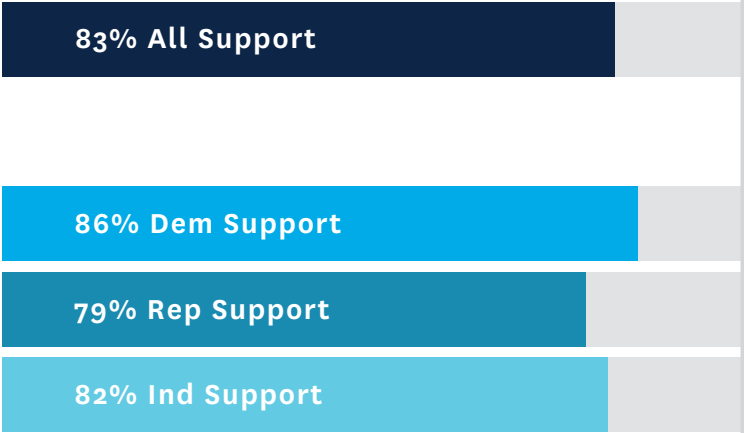 83% All Support
86% Dem Support
79% Rep Support
82% Ind Support